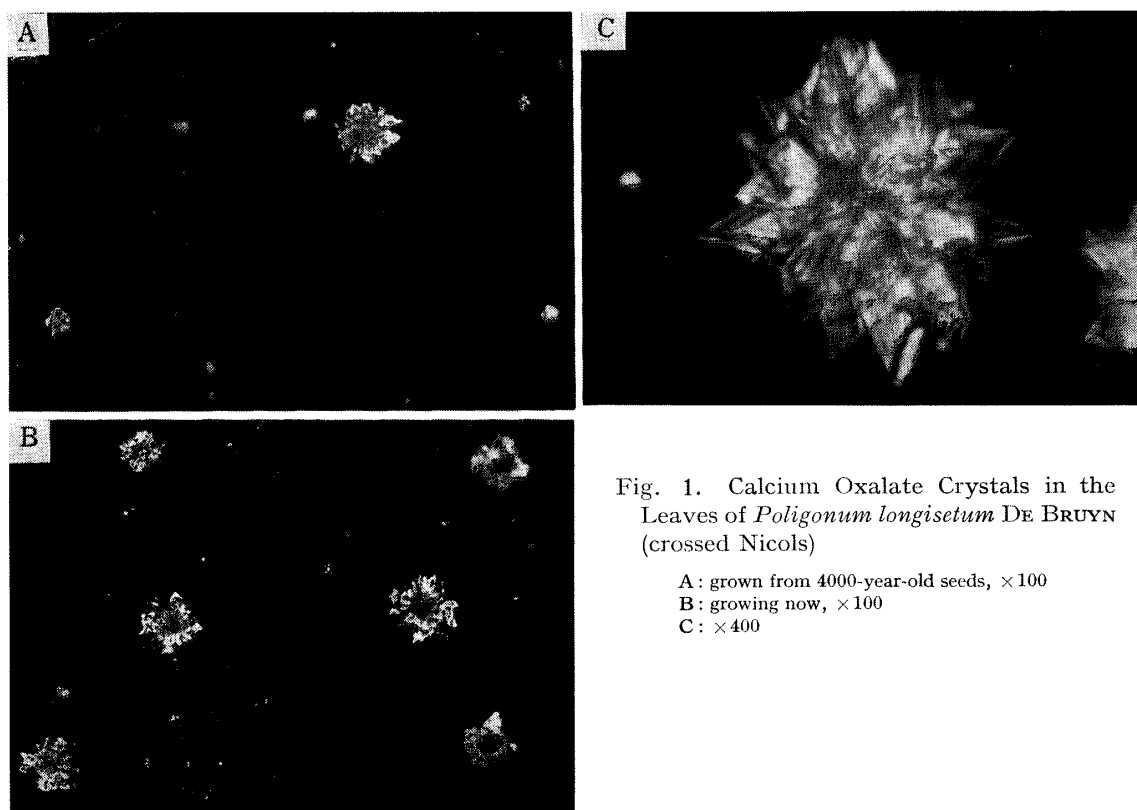 A
C
B
Fig. 1. Calcium Oxalate Crystals in the
Leaves of Poligonum longisetum DE BRUYN
(crossed Nicols)
A: grown from 4000-year-old seeds, ×100
B: growing now, ×100
C: ×400